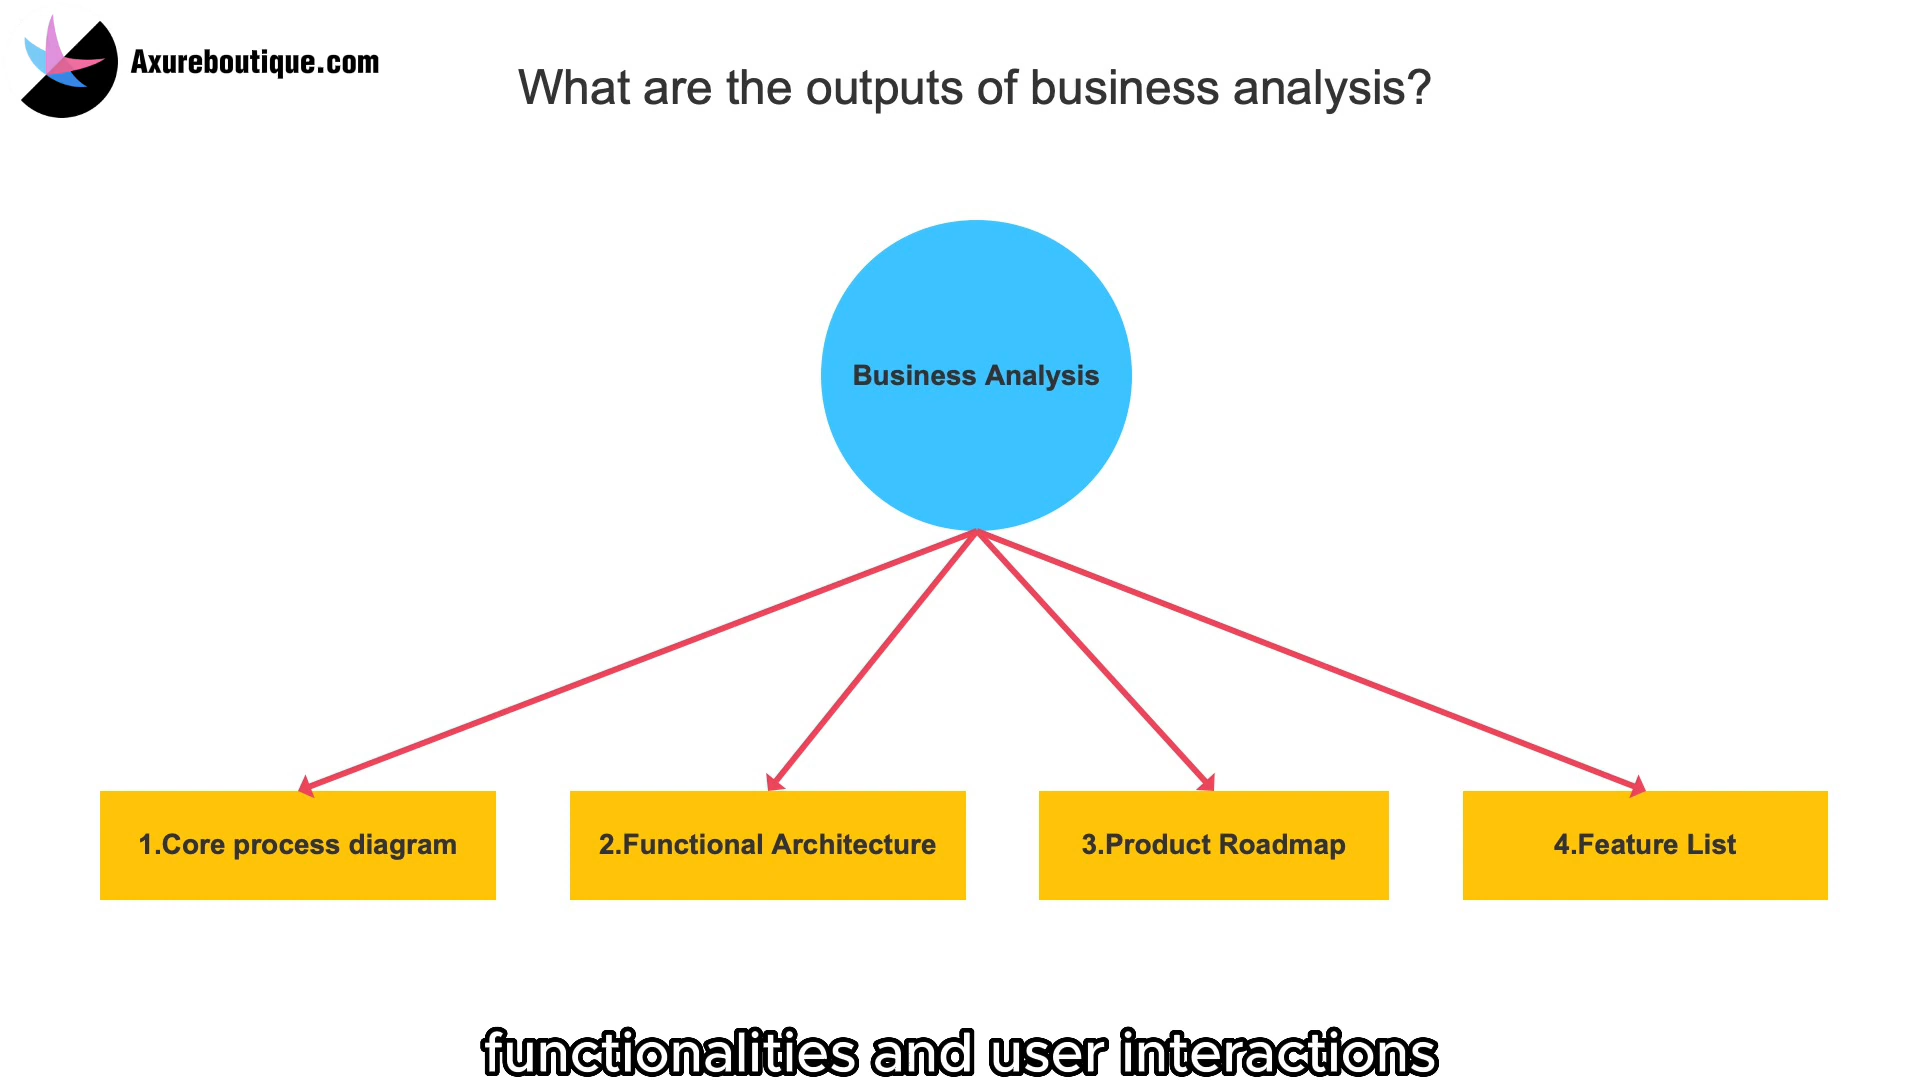 Axureboutique.com
What are the outputs of business analysis?
Business Analysis
1.Core process diagram
2.Functional Architecture
3.Product Roadmap
4.Feature List
functionalities and user interactions